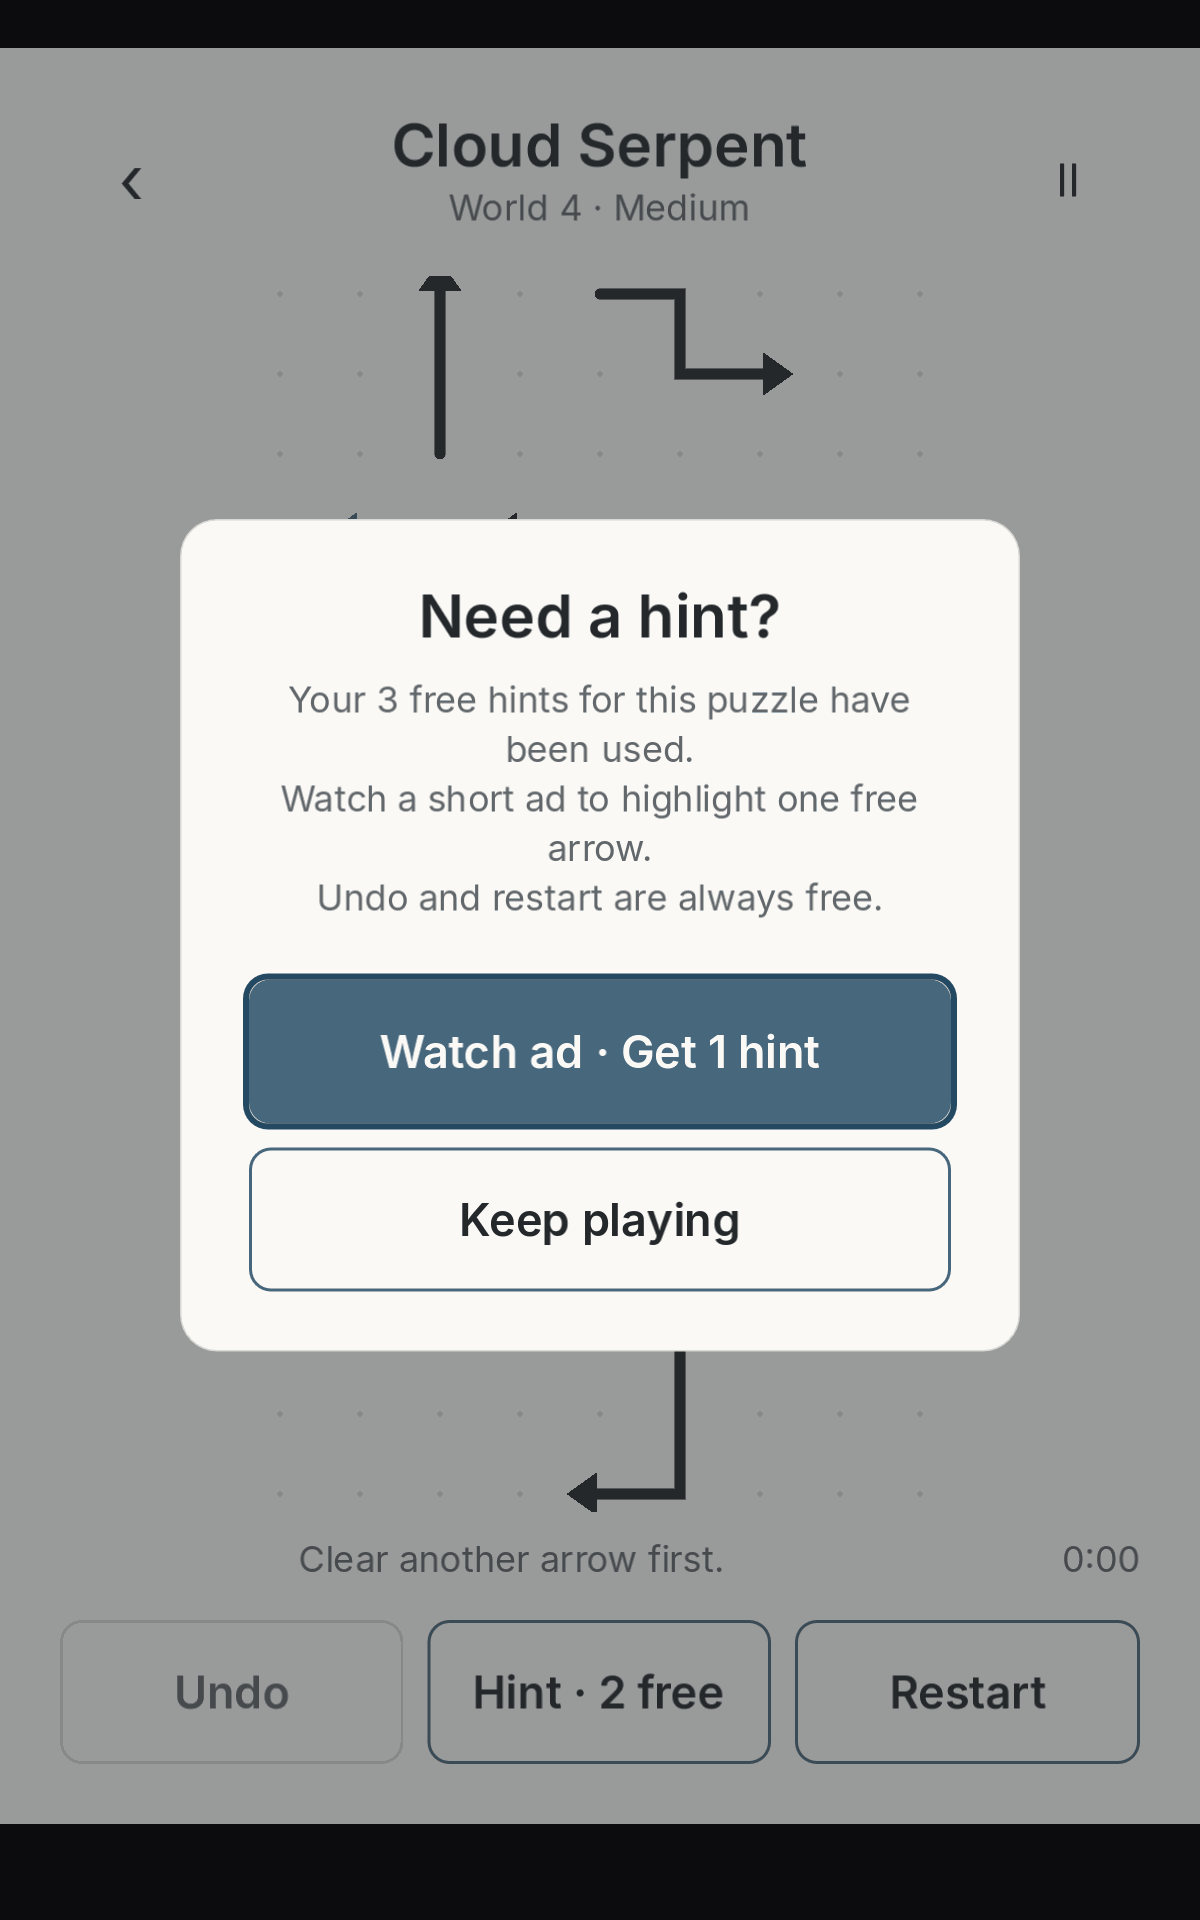 Cloud Serpent
World 4 · Medium
Need a hint?
Your 3 free hints for this puzzle have
been used.
Watch a short ad to highlight one free
arrow.
Undo and restart are always free.
Watch ad · Get 1 hint
Keep playing
Clear another arrow first.
0:00
Undo
Hint · 2 free
Restart